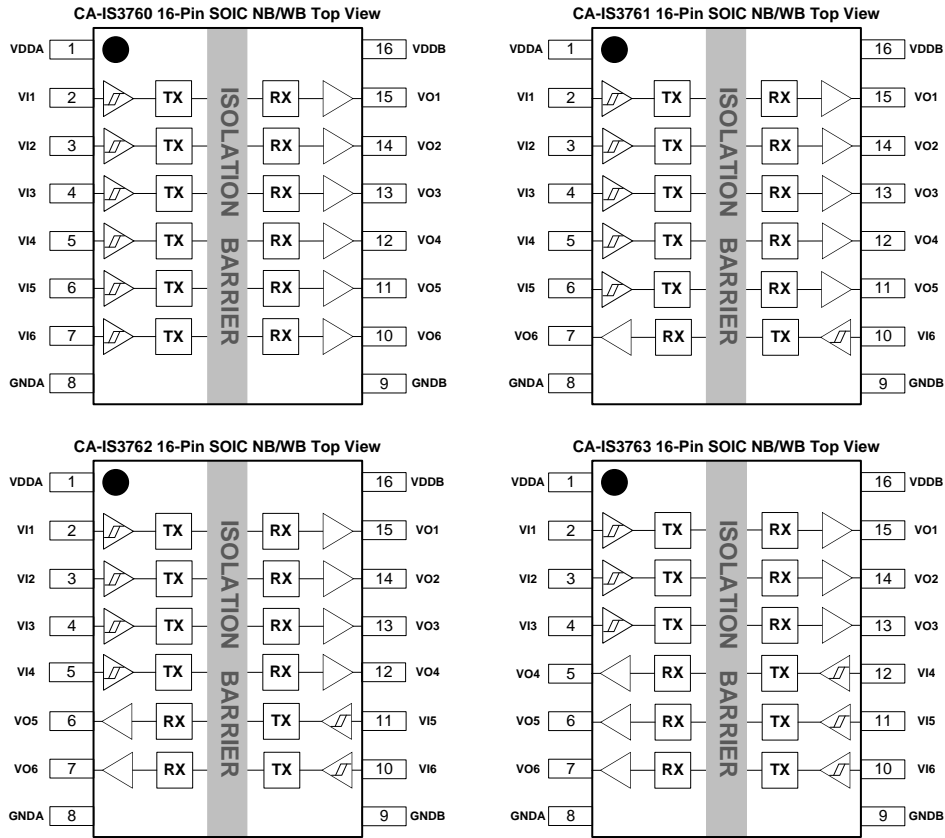 CA-IS3760 16-Pin SOIC NB/WB Top View
VDDA 1 16 VDDB
VI1 2 TX RX 15 VO1
VI2 3 TX RX 14 VO2
VI3 4 TX RX 13 VO3
VI4 5 TX RX 12 VO4
VI5 6 TX RX 11 VO5
VI6 7 TX RX 10 VO6
GNDA 8 9 GNDB
ISOLATION BARRIER
CA-IS3761 16-Pin SOIC NB/WB Top View
VDDA 1 16 VDDB
VI1 2 TX RX 15 VO1
VI2 3 TX RX 14 VO2
VI3 4 TX RX 13 VO3
VI4 5 TX RX 12 VO4
VI5 6 TX RX 11 VO5
VO6 7 RX TX 10 VI6
GNDA 8 9 GNDB
ISOLATION BARRIER
CA-IS3762 16-Pin SOIC NB/WB Top View
VDDA 1 16 VDDB
VI1 2 TX RX 15 VO1
VI2 3 TX RX 14 VO2
VI3 4 TX RX 13 VO3
VI4 5 TX RX 12 VO4
VO5 6 RX TX 11 VI5
VO6 7 RX TX 10 VI6
GNDA 8 9 GNDB
ISOLATION BARRIER
CA-IS3763 16-Pin SOIC NB/WB Top View
VDDA 1 16 VDDB
VI1 2 TX RX 15 VO1
VI2 3 TX RX 14 VO2
VI3 4 TX RX 13 VO3
VO4 5 RX TX 12 VI4
VO5 6 RX TX 11 VI5
VO6 7 RX TX 10 VI6
GNDA 8 9 GNDB
ISOLATION BARRIER